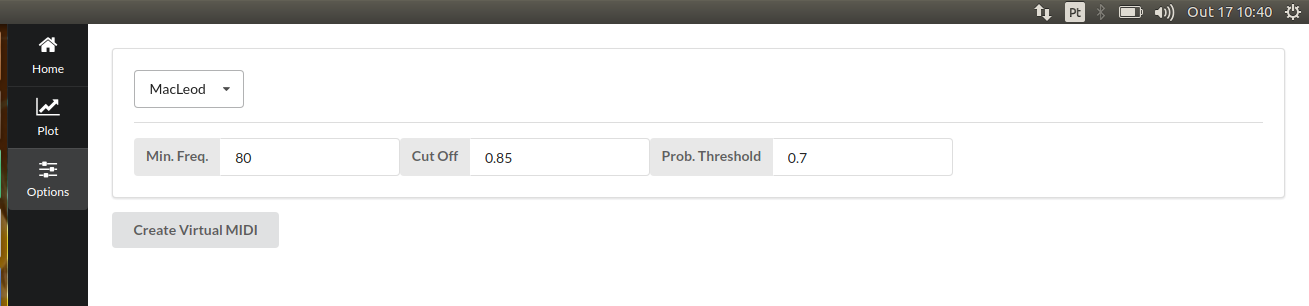 Pt Out 17 10:40
Home
Plot
Options
MacLeod
Min. Freq. 80 Cut Off 0.85 Prob. Threshold 0.7
Create Virtual MIDI